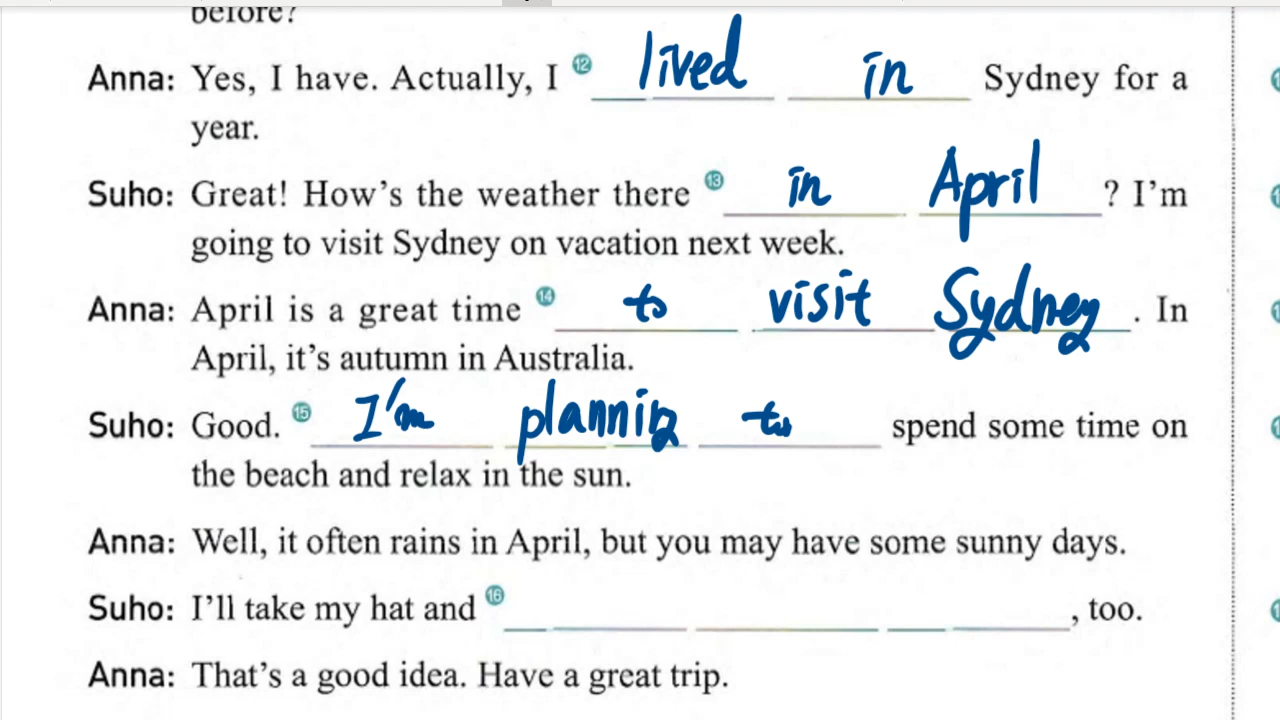 before?
Anna: Yes, I have. Actually, I ⑫ lived in Sydney for a
year.
Suho: Great! How's the weather there ⑬ in April ? I'm
going to visit Sydney on vacation next week.
Anna: April is a great time ⑭ to visit Sydney . In
April, it's autumn in Australia.
Suho: Good. ⑮ I'm planning to spend some time on
the beach and relax in the sun.
Anna: Well, it often rains in April, but you may have some sunny days.
Suho: I'll take my hat and ⑯ , too.
Anna: That's a good idea. Have a great trip.